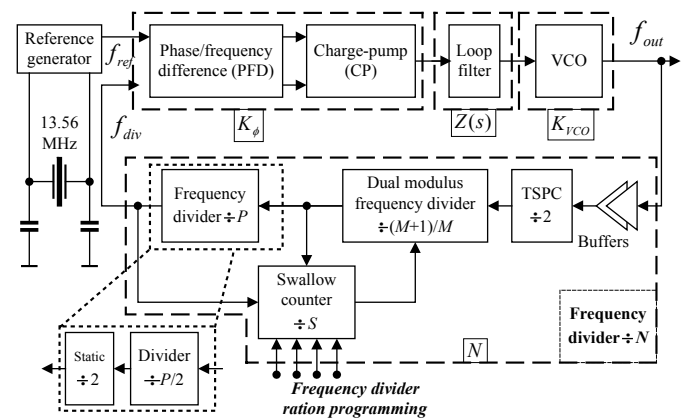 Reference
generator
f_ref
Phase/frequency
difference (PFD)
Charge-pump
(CP)
Loop
filter
VCO
f_out
K_ϕ
Z(s)
K_VCO
13.56
MHz
f_div
Frequency
divider ÷P
Dual modulus
frequency divider
÷(M+1)/M
TSPC
÷2
Buffers
Swallow
counter
÷S
Frequency
divider ÷N
N
Static
÷2
Divider
÷P/2
Frequency divider
ration programming